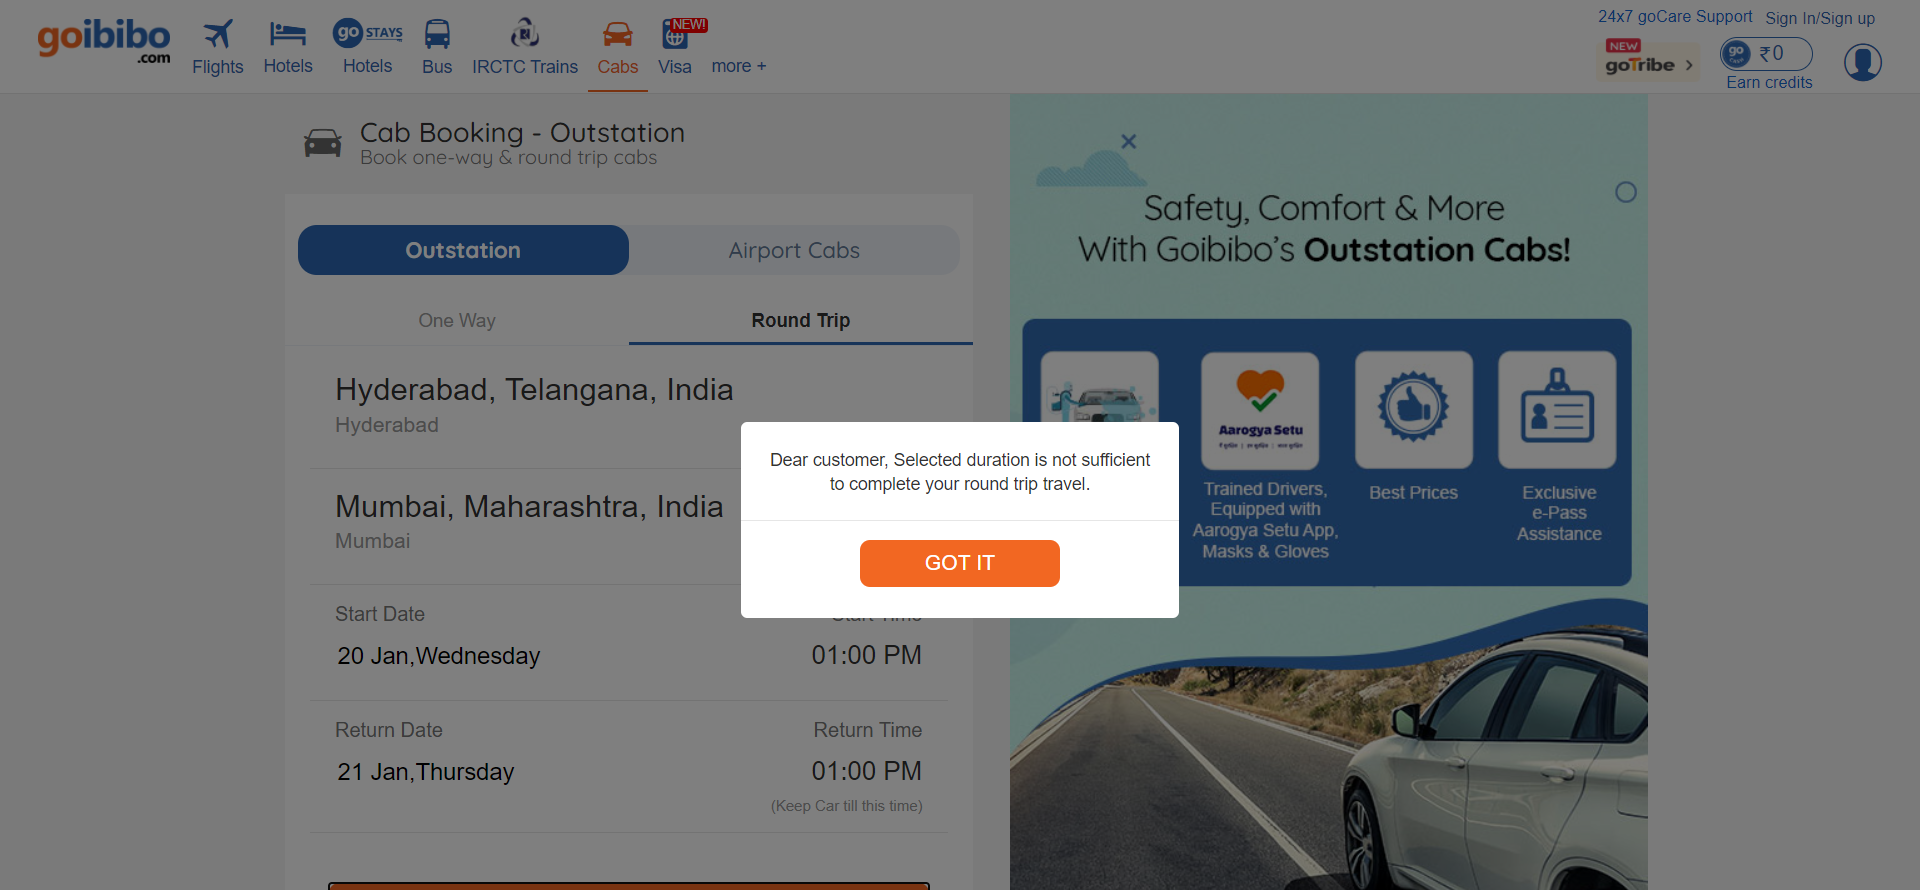 goibibo
.com
Flights
Hotels
go STAYS
Hotels
Bus
IRCTC Trains
Cabs
NEW!
Visa
more +
24x7 goCare Support
Sign In/Sign up
NEW
goTribe
go
₹0
Earn credits
Cab Booking - Outstation
Book one-way & round trip cabs
Outstation
Airport Cabs
One Way
Round Trip
Hyderabad, Telangana, India
Hyderabad
Mumbai, Maharashtra, India
Mumbai
Start Date
Start Time
20 Jan,Wednesday
01:00 PM
Return Date
Return Time
21 Jan,Thursday
01:00 PM
(Keep Car till this time)
Dear customer, Selected duration is not sufficient
to complete your round trip travel.
GOT IT
Safety, Comfort & More
With Goibibo's Outstation Cabs!
Aarogya Setu
Trained Drivers,
Equipped with
Aarogya Setu App,
Masks & Gloves
Best Prices
Exclusive
e-Pass
Assistance